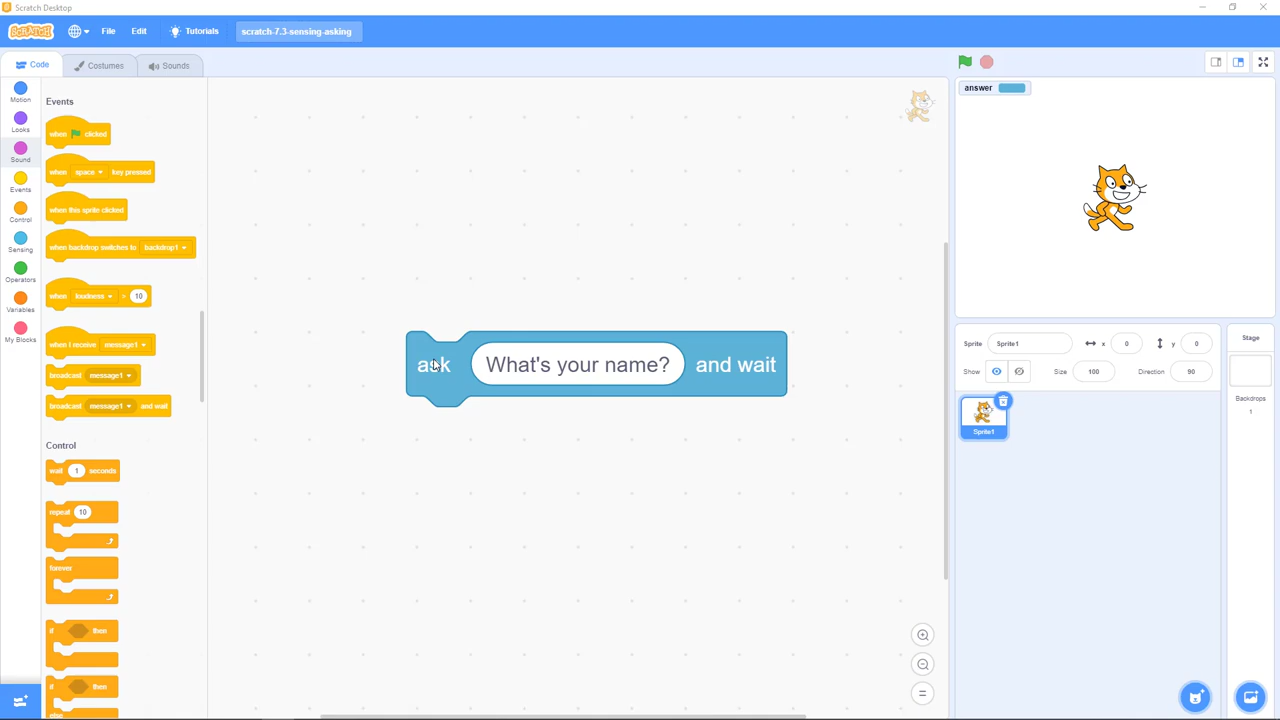 Scratch Desktop
SCRATCH File Edit Tutorials scratch-7.3-sensing-asking
Code Costumes Sounds
Motion
Looks
Sound
Events
Control
Sensing
Operators
Variables
My Blocks
Events
when clicked
when space key pressed
when this sprite clicked
when backdrop switches to backdrop1
when loudness > 10
when I receive message1
broadcast message1
broadcast message1 and wait
Control
wait 1 seconds
repeat 10
forever
if then
if then
else
ask What's your name? and wait
answer
Sprite Sprite1 x 0 y 0
Show Size 100 Direction 90
Sprite1
Stage
Backdrops
1